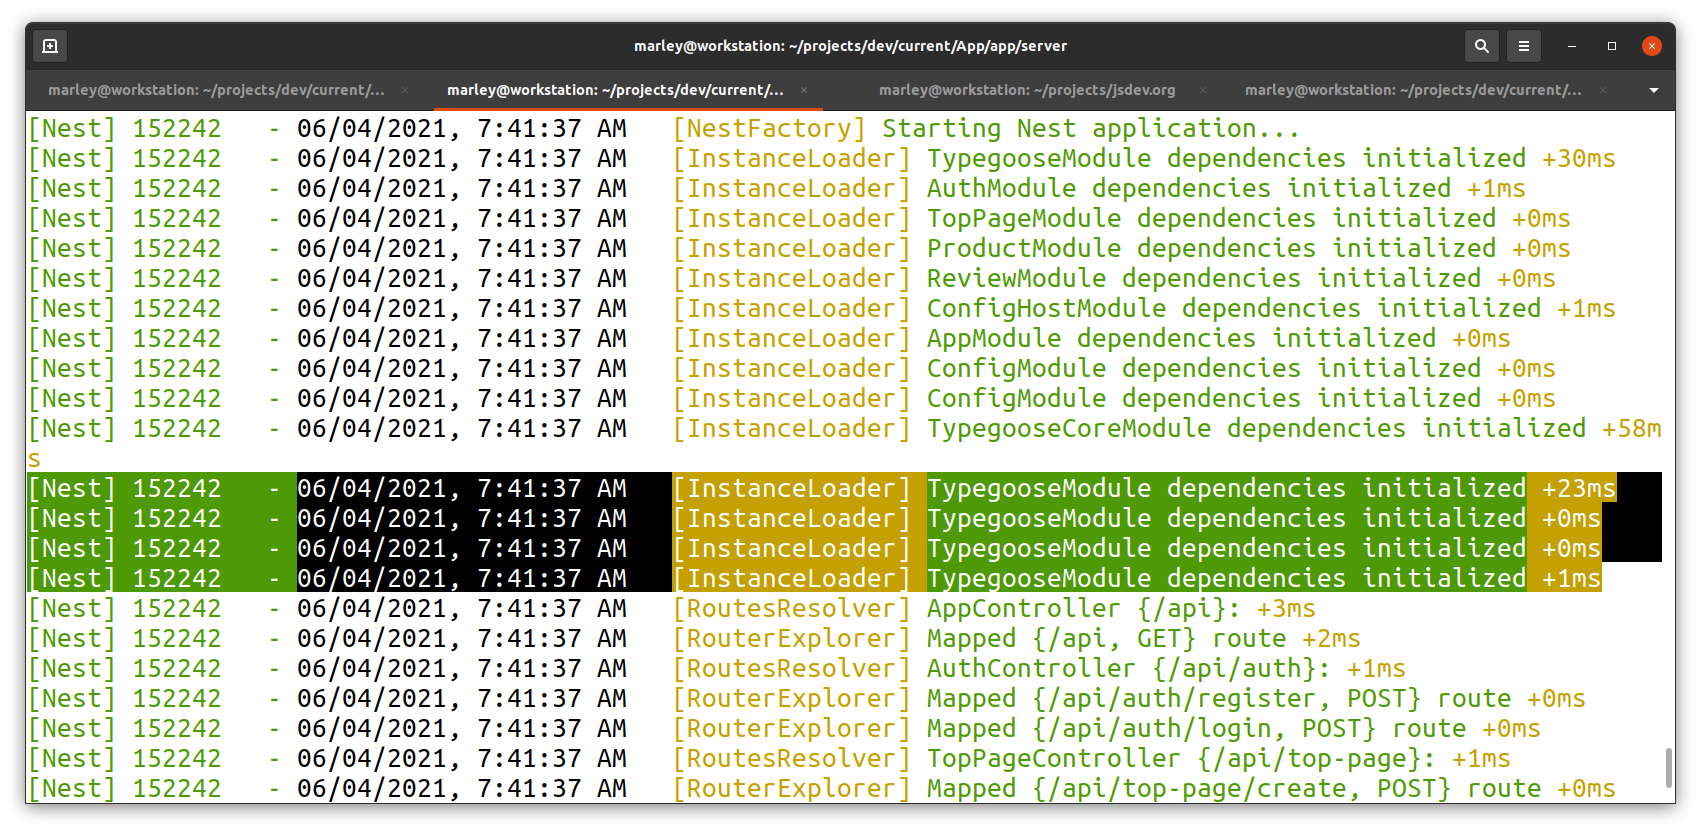 marley@workstation: ~/projects/dev/current/App/app/server
marley@workstation: ~/projects/dev/current/... × marley@workstation: ~/projects/dev/current/... × marley@workstation: ~/projects/jsdev.org × marley@workstation: ~/projects/dev/current/... ×
[Nest] 152242   - 06/04/2021, 7:41:37 AM   [NestFactory] Starting Nest application...
[Nest] 152242   - 06/04/2021, 7:41:37 AM   [InstanceLoader] TypegooseModule dependencies initialized +30ms
[Nest] 152242   - 06/04/2021, 7:41:37 AM   [InstanceLoader] AuthModule dependencies initialized +1ms
[Nest] 152242   - 06/04/2021, 7:41:37 AM   [InstanceLoader] TopPageModule dependencies initialized +0ms
[Nest] 152242   - 06/04/2021, 7:41:37 AM   [InstanceLoader] ProductModule dependencies initialized +0ms
[Nest] 152242   - 06/04/2021, 7:41:37 AM   [InstanceLoader] ReviewModule dependencies initialized +0ms
[Nest] 152242   - 06/04/2021, 7:41:37 AM   [InstanceLoader] ConfigHostModule dependencies initialized +1ms
[Nest] 152242   - 06/04/2021, 7:41:37 AM   [InstanceLoader] AppModule dependencies initialized +0ms
[Nest] 152242   - 06/04/2021, 7:41:37 AM   [InstanceLoader] ConfigModule dependencies initialized +0ms
[Nest] 152242   - 06/04/2021, 7:41:37 AM   [InstanceLoader] ConfigModule dependencies initialized +0ms
[Nest] 152242   - 06/04/2021, 7:41:37 AM   [InstanceLoader] TypegooseCoreModule dependencies initialized +58m
s
[Nest] 152242   - 06/04/2021, 7:41:37 AM   [InstanceLoader] TypegooseModule dependencies initialized +23ms
[Nest] 152242   - 06/04/2021, 7:41:37 AM   [InstanceLoader] TypegooseModule dependencies initialized +0ms
[Nest] 152242   - 06/04/2021, 7:41:37 AM   [InstanceLoader] TypegooseModule dependencies initialized +0ms
[Nest] 152242   - 06/04/2021, 7:41:37 AM   [InstanceLoader] TypegooseModule dependencies initialized +1ms
[Nest] 152242   - 06/04/2021, 7:41:37 AM   [RoutesResolver] AppController {/api}: +3ms
[Nest] 152242   - 06/04/2021, 7:41:37 AM   [RouterExplorer] Mapped {/api, GET} route +2ms
[Nest] 152242   - 06/04/2021, 7:41:37 AM   [RoutesResolver] AuthController {/api/auth}: +1ms
[Nest] 152242   - 06/04/2021, 7:41:37 AM   [RouterExplorer] Mapped {/api/auth/register, POST} route +0ms
[Nest] 152242   - 06/04/2021, 7:41:37 AM   [RouterExplorer] Mapped {/api/auth/login, POST} route +0ms
[Nest] 152242   - 06/04/2021, 7:41:37 AM   [RoutesResolver] TopPageController {/api/top-page}: +1ms
[Nest] 152242   - 06/04/2021, 7:41:37 AM   [RouterExplorer] Mapped {/api/top-page/create, POST} route +0ms